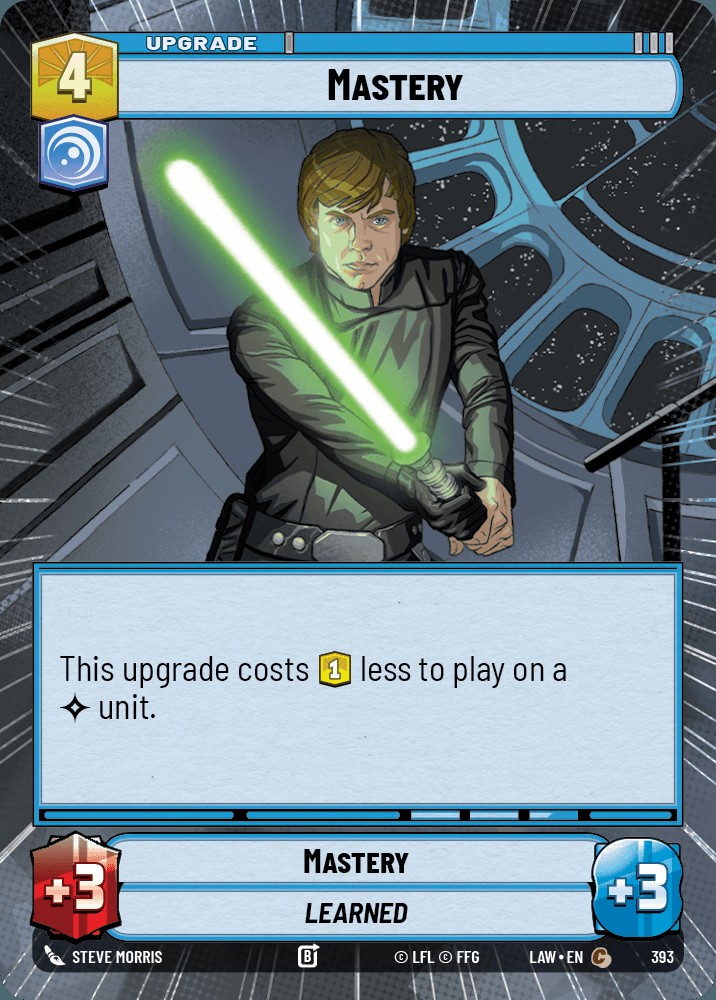 UPGRADE
4
Mastery
This upgrade costs 1 less to play on a
unit.
+3
Mastery
LEARNED
+3
STEVE MORRIS
B
© LFL © FFG
LAW • EN
C
393